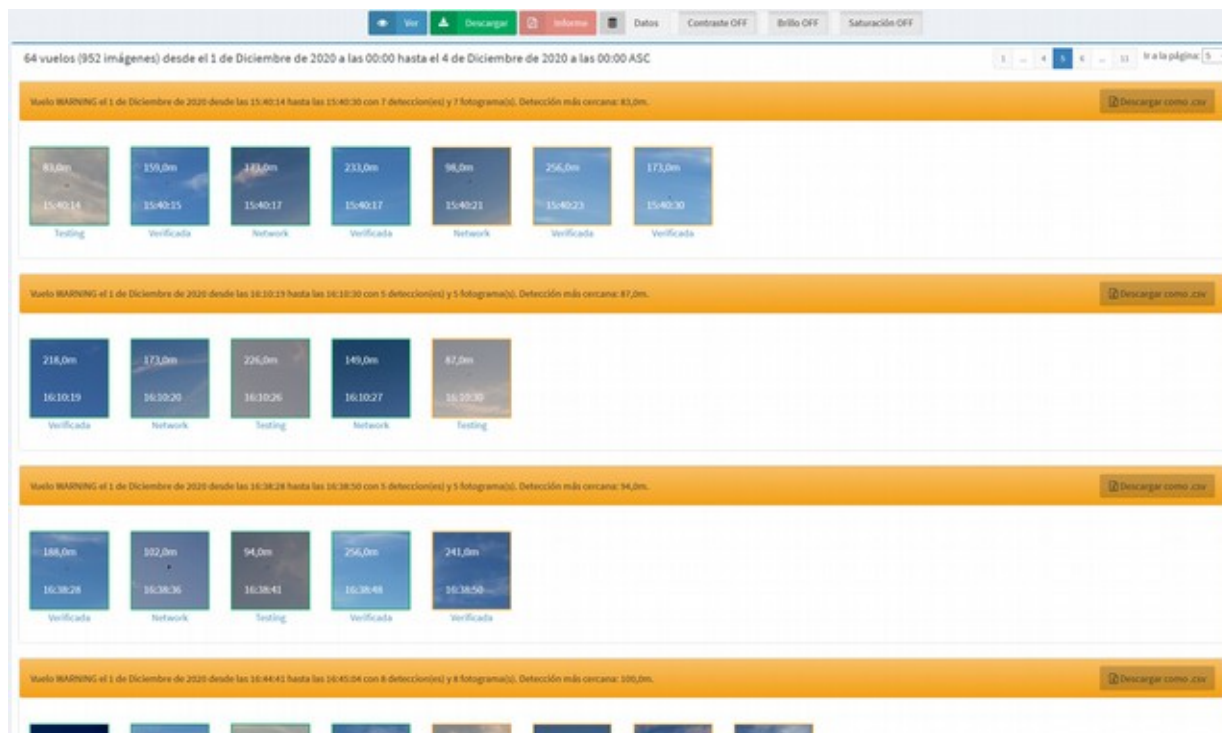 Ver Descargar Informe Datos Contraste OFF Brillo OFF Saturación OFF
64 vuelos (952 imágenes) desde el 1 de Diciembre de 2020 a las 00:00 hasta el 4 de Diciembre de 2020 a las 00:00 ASC
1 ... 4 5 6 ... 11 Ir a la página: 5
Vuelo WARNING el 1 de Diciembre de 2020 desde las 15:40:14 hasta las 15:40:30 con 7 deteccion(es) y 7 fotograma(s). Detección más cercana: 83,0m.
Descargar como .csv
83,0m 159,0m 173,0m 233,0m 98,0m 256,0m 173,0m
15:40:14 15:40:15 15:40:17 15:40:17 15:40:21 15:40:23 15:40:30
Testing Verificada Network Verificada Network Verificada Verificada
Vuelo WARNING el 1 de Diciembre de 2020 desde las 16:10:19 hasta las 16:10:30 con 5 deteccion(es) y 5 fotograma(s). Detección más cercana: 87,0m.
Descargar como .csv
218,0m 173,0m 226,0m 149,0m 87,0m
16:10:19 16:10:20 16:10:26 16:10:27 16:10:30
Verificada Network Testing Network Testing
Vuelo WARNING el 1 de Diciembre de 2020 desde las 16:38:28 hasta las 16:38:50 con 5 deteccion(es) y 5 fotograma(s). Detección más cercana: 94,0m.
Descargar como .csv
188,0m 102,0m 94,0m 256,0m 241,0m
16:38:28 16:38:36 16:38:41 16:38:48 16:38:50
Verificada Network Testing Verificada Verificada
Vuelo WARNING el 1 de Diciembre de 2020 desde las 16:44:41 hasta las 16:45:04 con 8 deteccion(es) y 8 fotograma(s). Detección más cercana: 100,0m.
Descargar como .csv